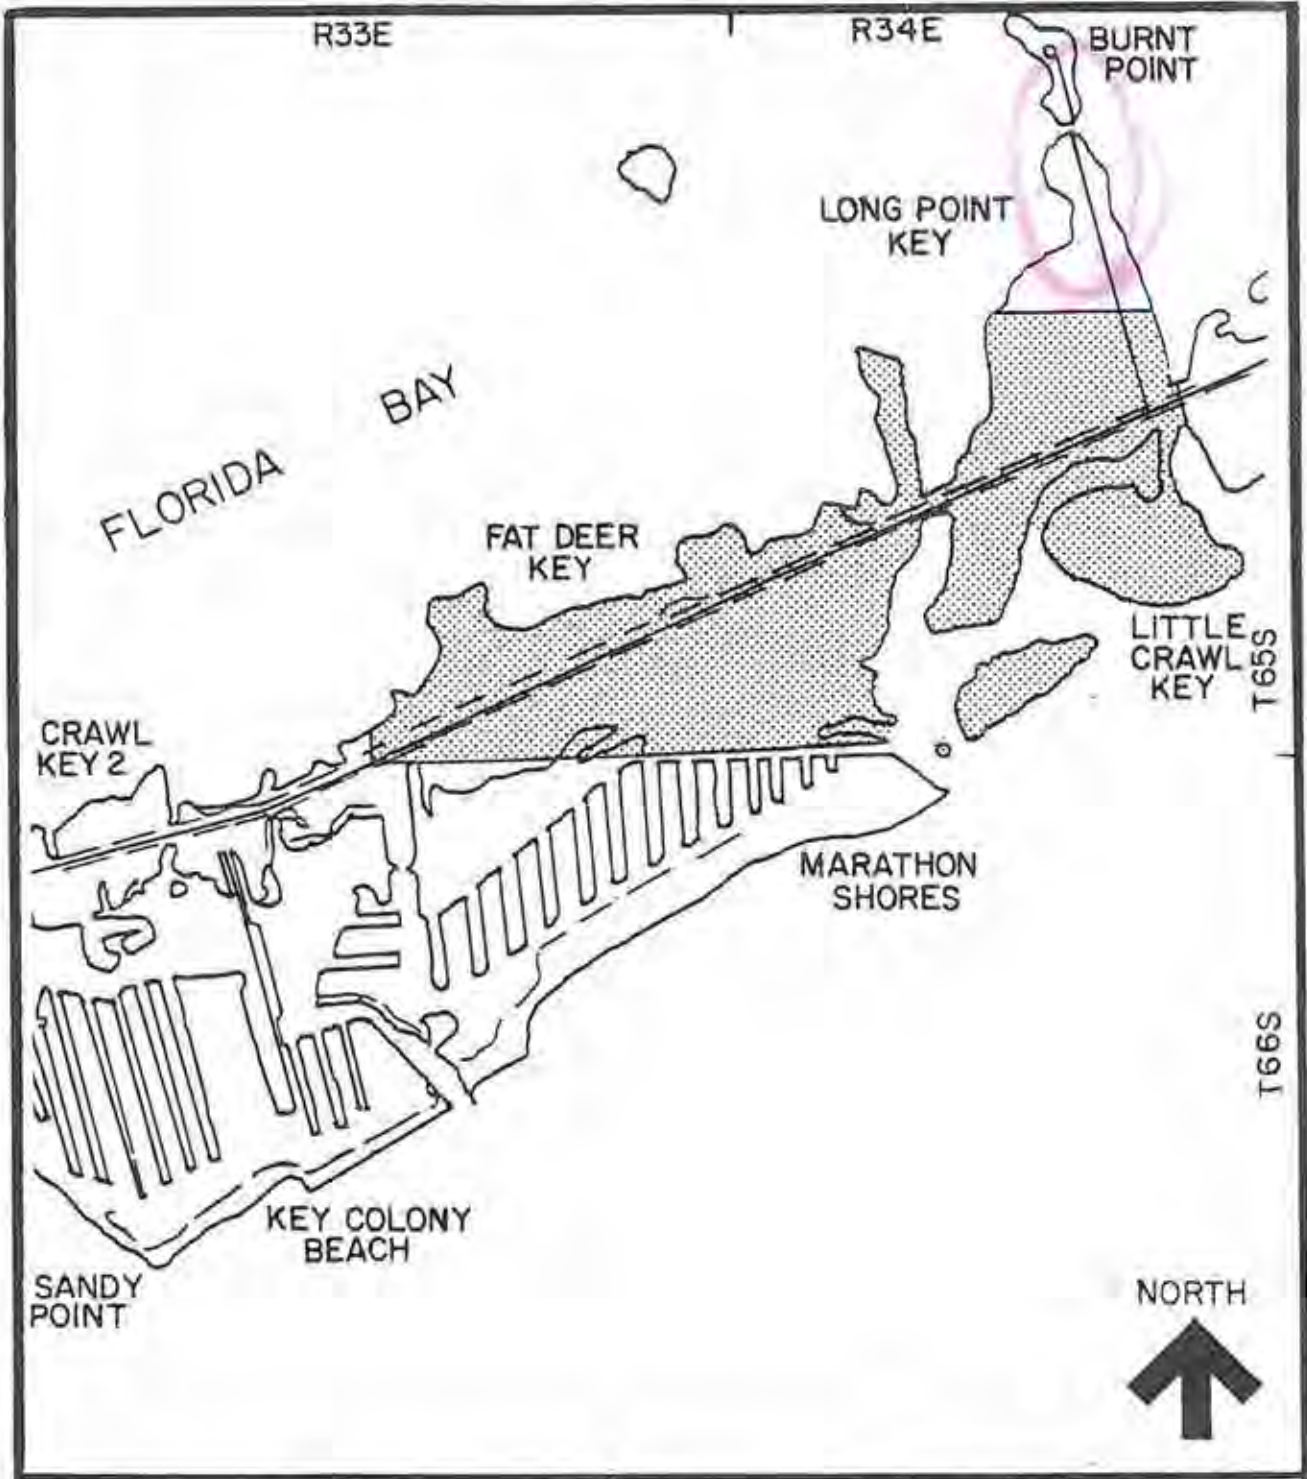 R33E
R34E
BURNT
POINT
LONG POINT
KEY
FLORIDA BAY
FAT DEER
KEY
LITTLE
CRAWL
KEY
T65S
CRAWL
KEY 2
MARATHON
SHORES
T66S
KEY COLONY
BEACH
SANDY
POINT
NORTH